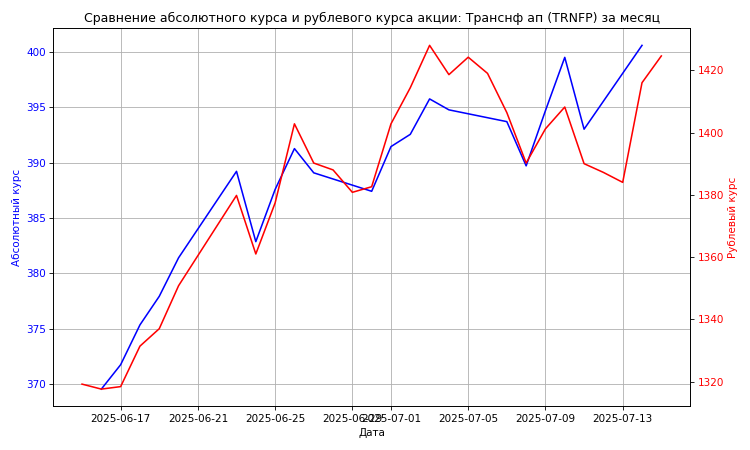 Сравнение абсолютного курса и рублевого курса акции: Транснф ап (TRNFP) за месяц
400
395
390
385
380
375
370
Абсолютный курс
1420
1400
1380
1360
1340
1320
Рублевый курс
2025-06-17 2025-06-21 2025-06-25 2025-06-29 2025-07-01 2025-07-05 2025-07-09 2025-07-13
Дата